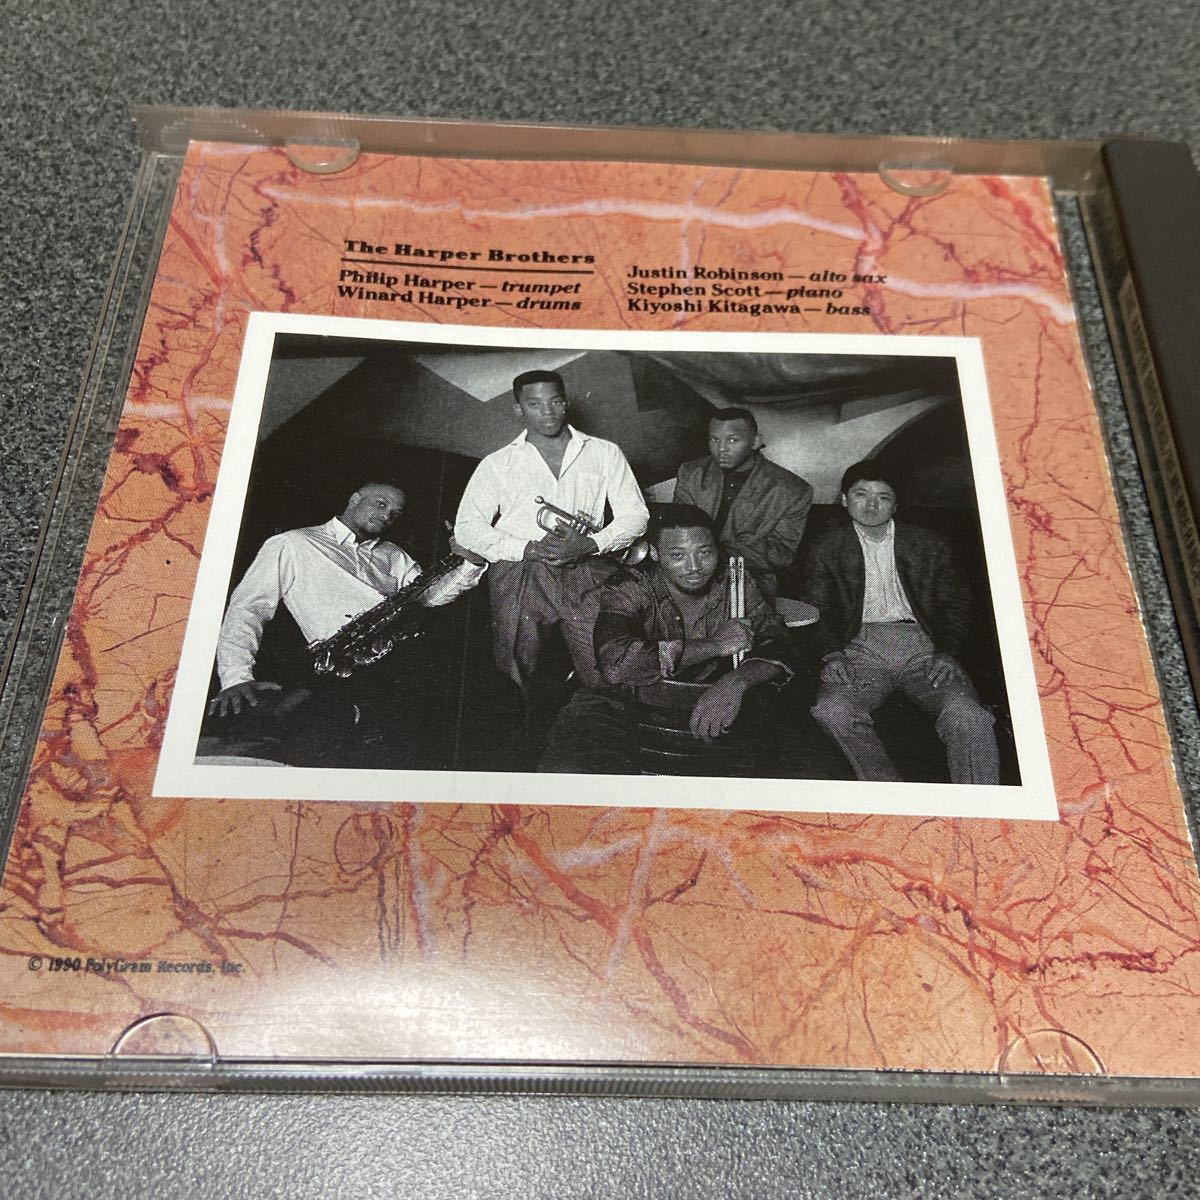 The Harper Brothers
Philip Harper — trumpet
Winard Harper — drums
Justin Robinson — alto sax
Stephen Scott — piano
Kiyoshi Kitagawa — bass
© 1990 PolyGram Records, Inc.